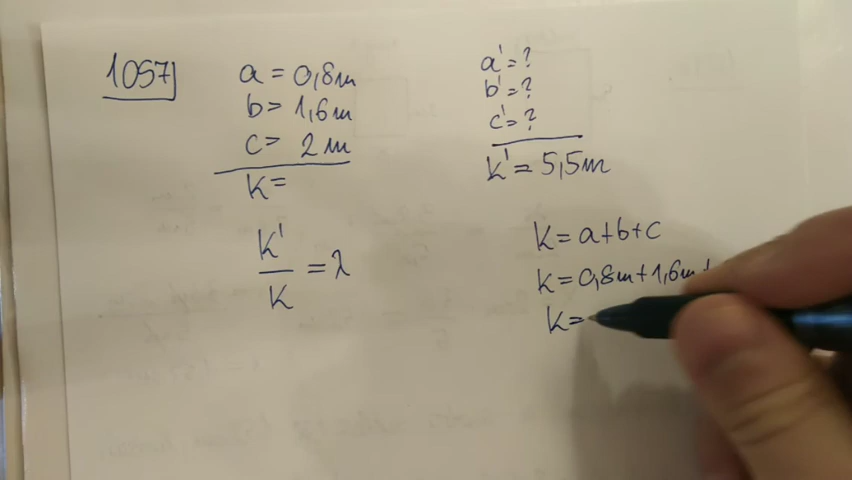 1057
a = 0,8m
b = 1,6m
c = 2m
k =
a' = ?
b' = ?
c' = ?
k' = 5,5m
k'/k = λ
k = a+b+c
k = 0,8m+1,6m+
k =